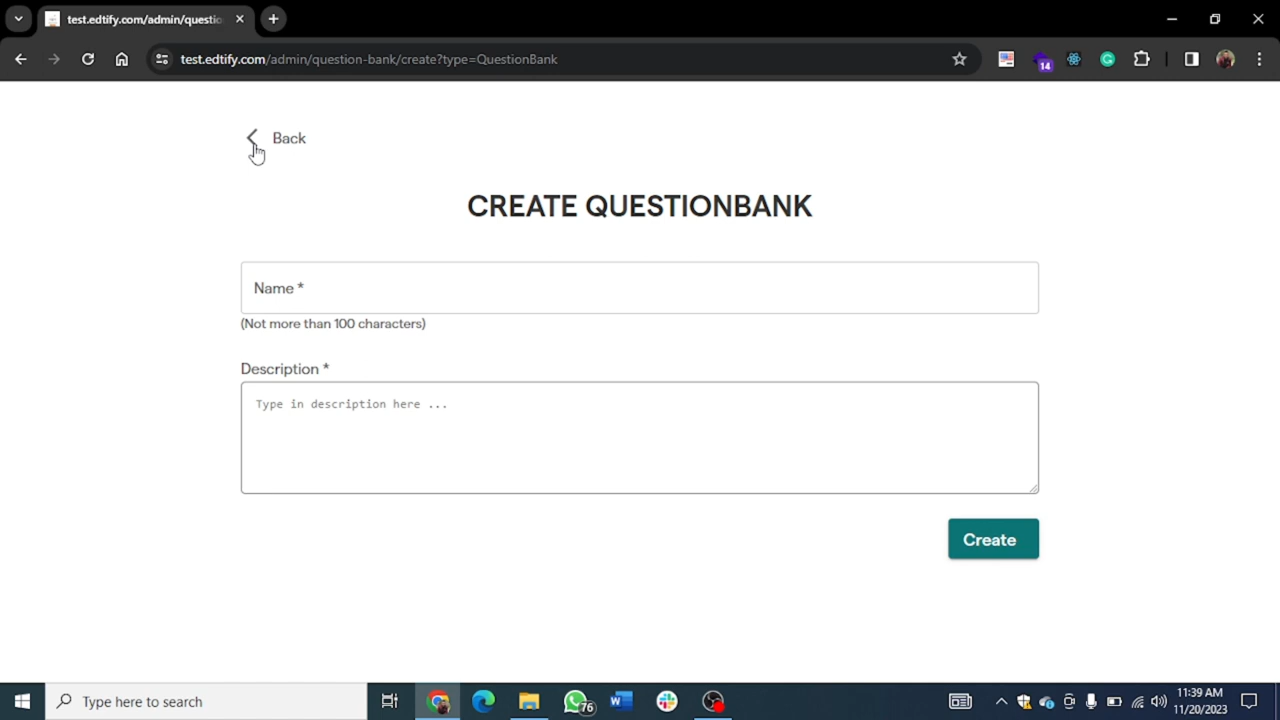 test.edtify.com/admin/questio
test.edtify.com/admin/question-bank/create?type=QuestionBank
14
Back
CREATE QUESTIONBANK
Name *
(Not more than 100 characters)
Description *
Type in description here ...
Create
Type here to search
76
11:39 AM
11/20/2023